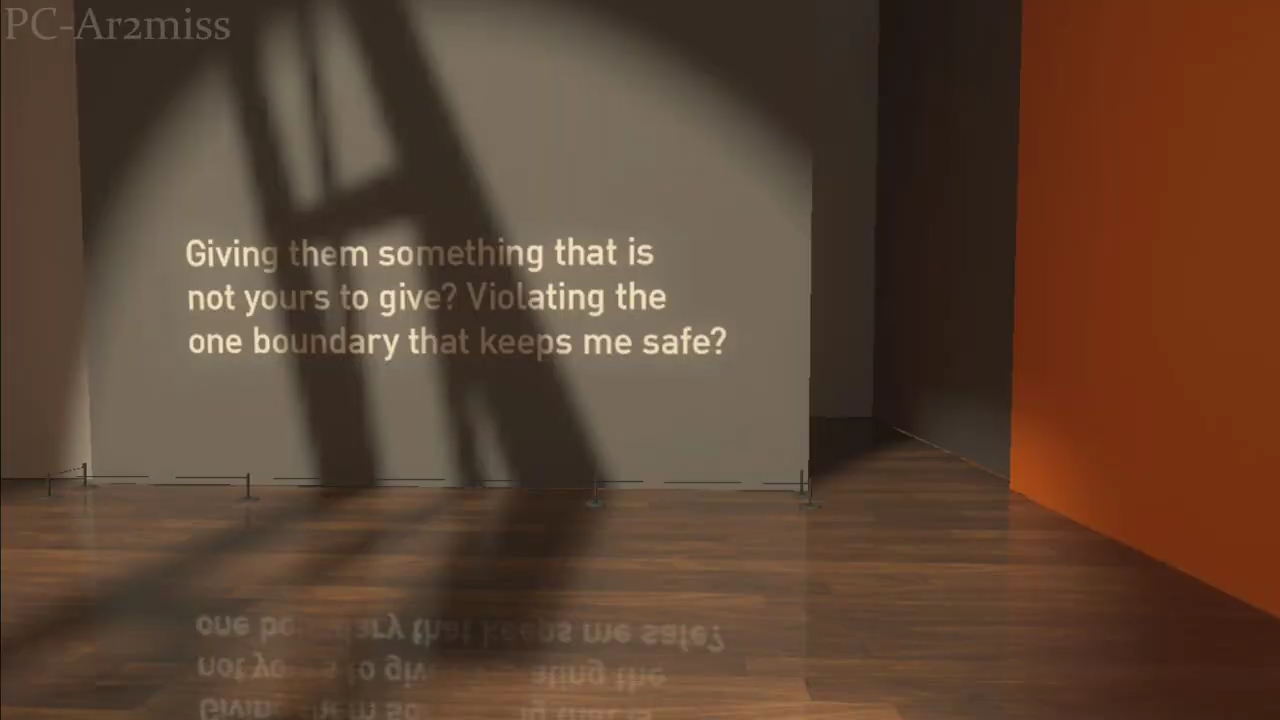 PC-Ar2miss
Giving them something that is
not yours to give? Violating the
one boundary that keeps me safe?